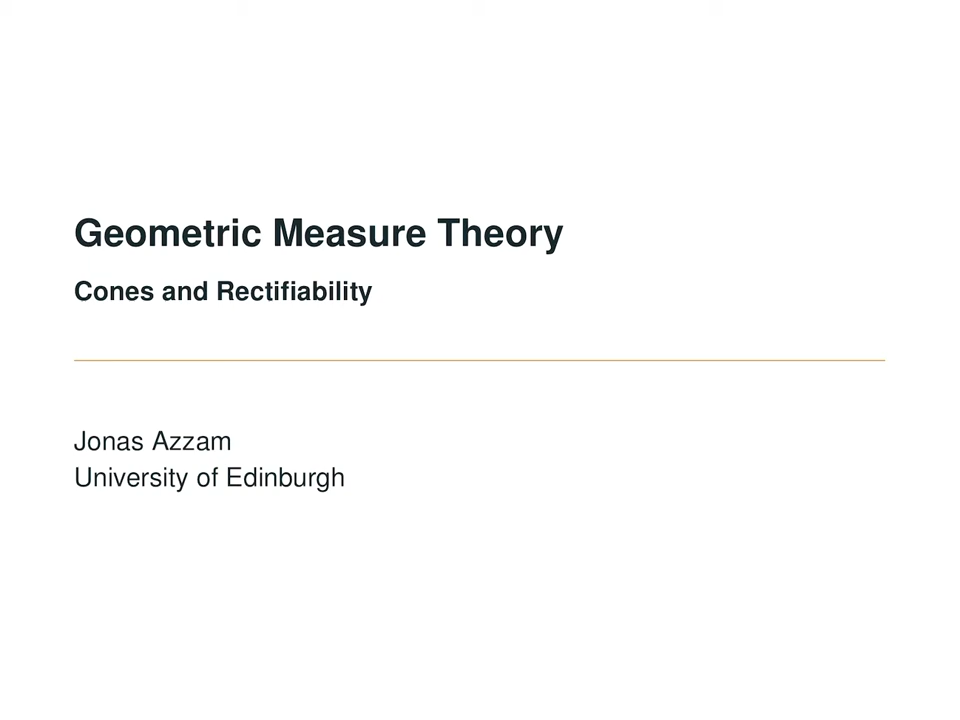 Geometric Measure Theory
Cones and Rectifiability
Jonas Azzam
University of Edinburgh